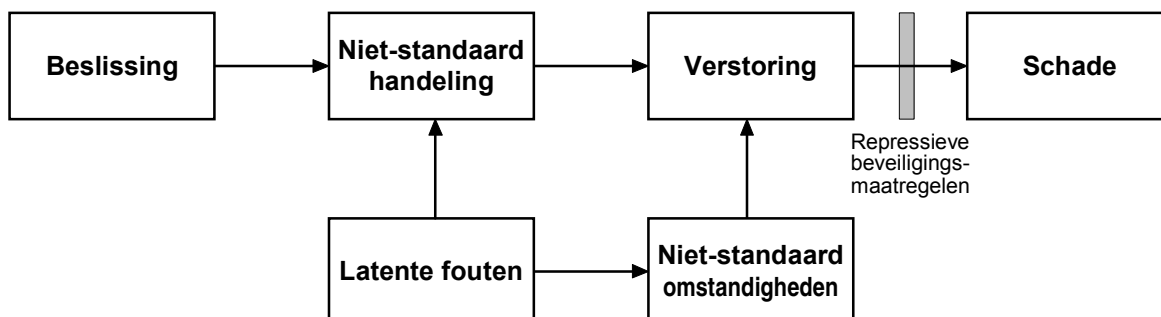 Beslissing
Niet-standaard
handeling
Verstoring
Schade
Repressieve
beveiligings-
maatregelen
Latente fouten
Niet-standaard
omstandigheden